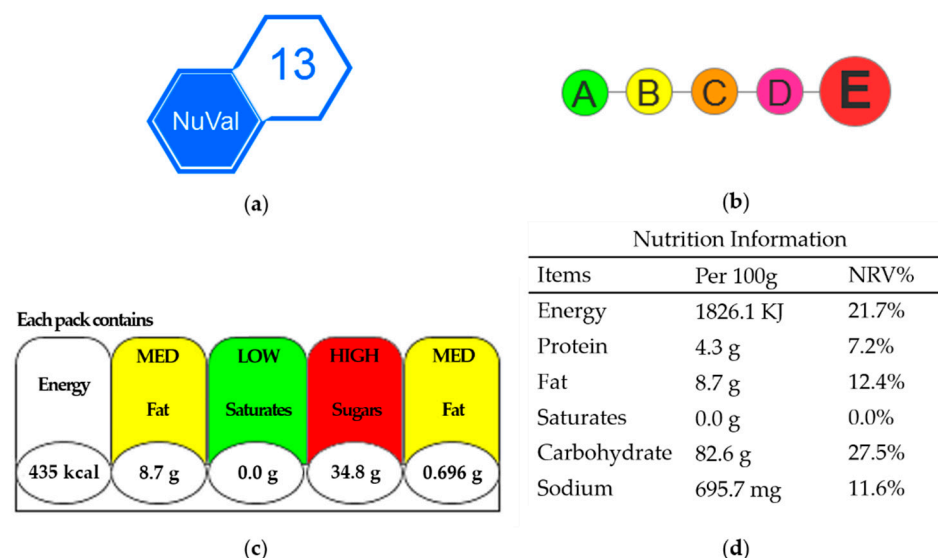 13
NuVal
(a)
A B C D E
(b)
Each pack contains
Energy
435 kcal
MED
Fat
8.7 g
LOW
Saturates
0.0 g
HIGH
Sugars
34.8 g
MED
Fat
0.696 g
(c)
Nutrition Information
Items Per 100g NRV%
Energy 1826.1 KJ 21.7%
Protein 4.3 g 7.2%
Fat 8.7 g 12.4%
Saturates 0.0 g 0.0%
Carbohydrate 82.6 g 27.5%
Sodium 695.7 mg 11.6%
(d)